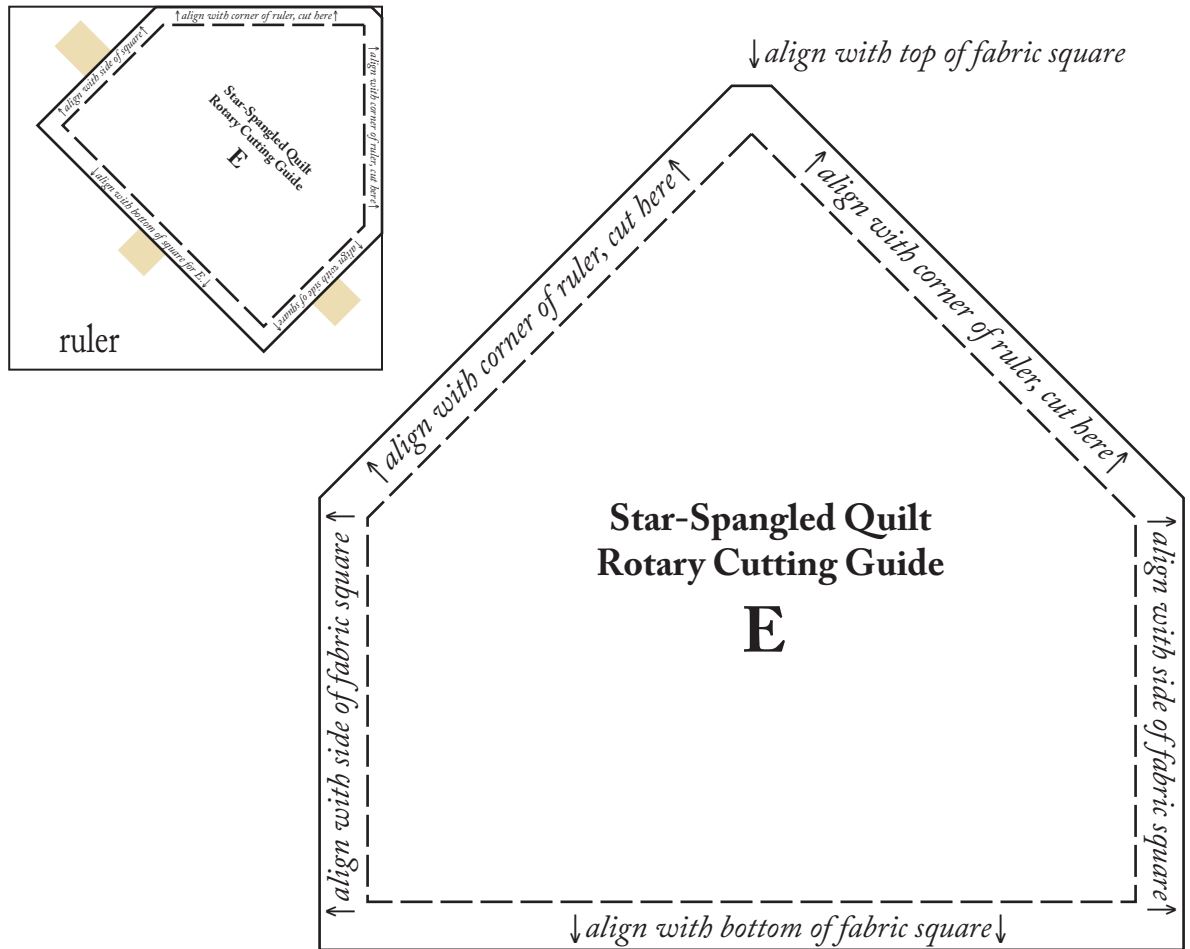 ↑align with corner of ruler, cut here↑
↑align with side of square↑
↑align with corner of ruler, cut here↑
Star-Spangled Quilt
Rotary Cutting Guide
E
↓align with bottom of square for E.↓
↑align with side of square↑
ruler
↓align with top of fabric square
↑align with corner of ruler, cut here↑
↑align with corner of ruler, cut here↑
Star-Spangled Quilt
Rotary Cutting Guide
E
↑align with side of fabric square↑
↑align with side of fabric square↑
↓align with bottom of fabric square↓